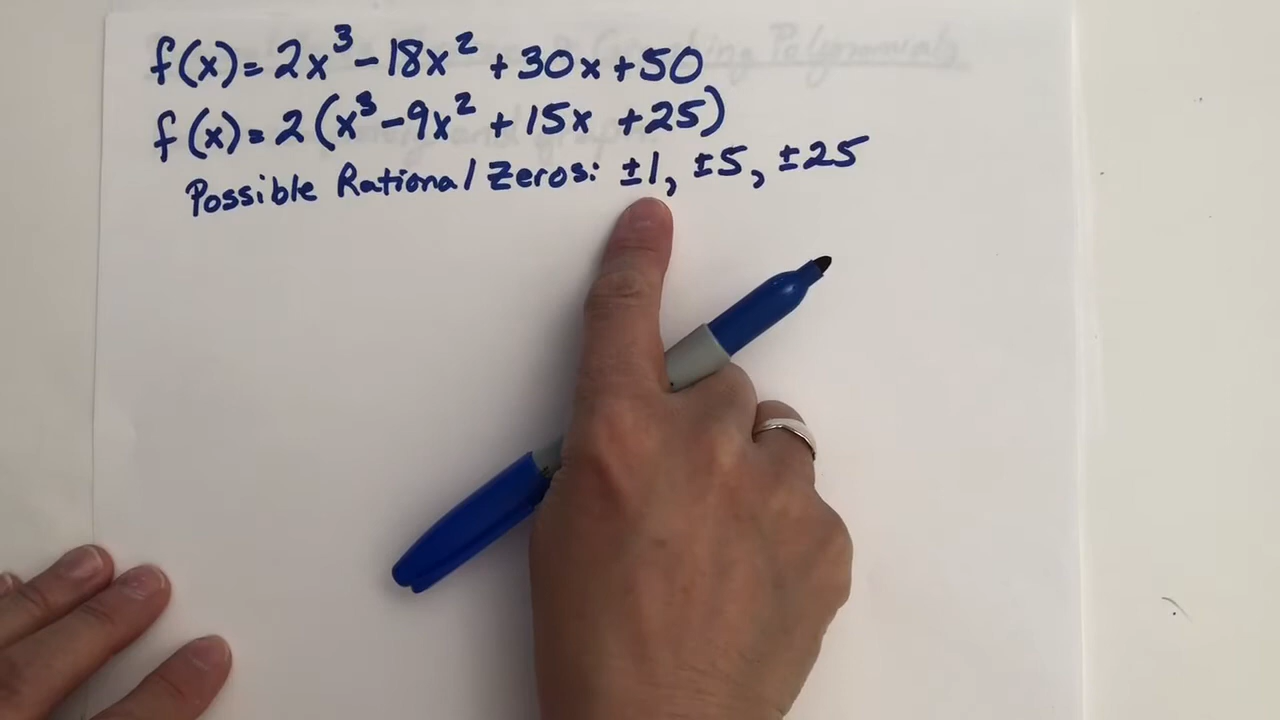 f(x) = 2x³ - 18x² + 30x + 50
f(x) = 2(x³ - 9x² + 15x + 25)
Possible Rational Zeros: ±1, ±5, ±25